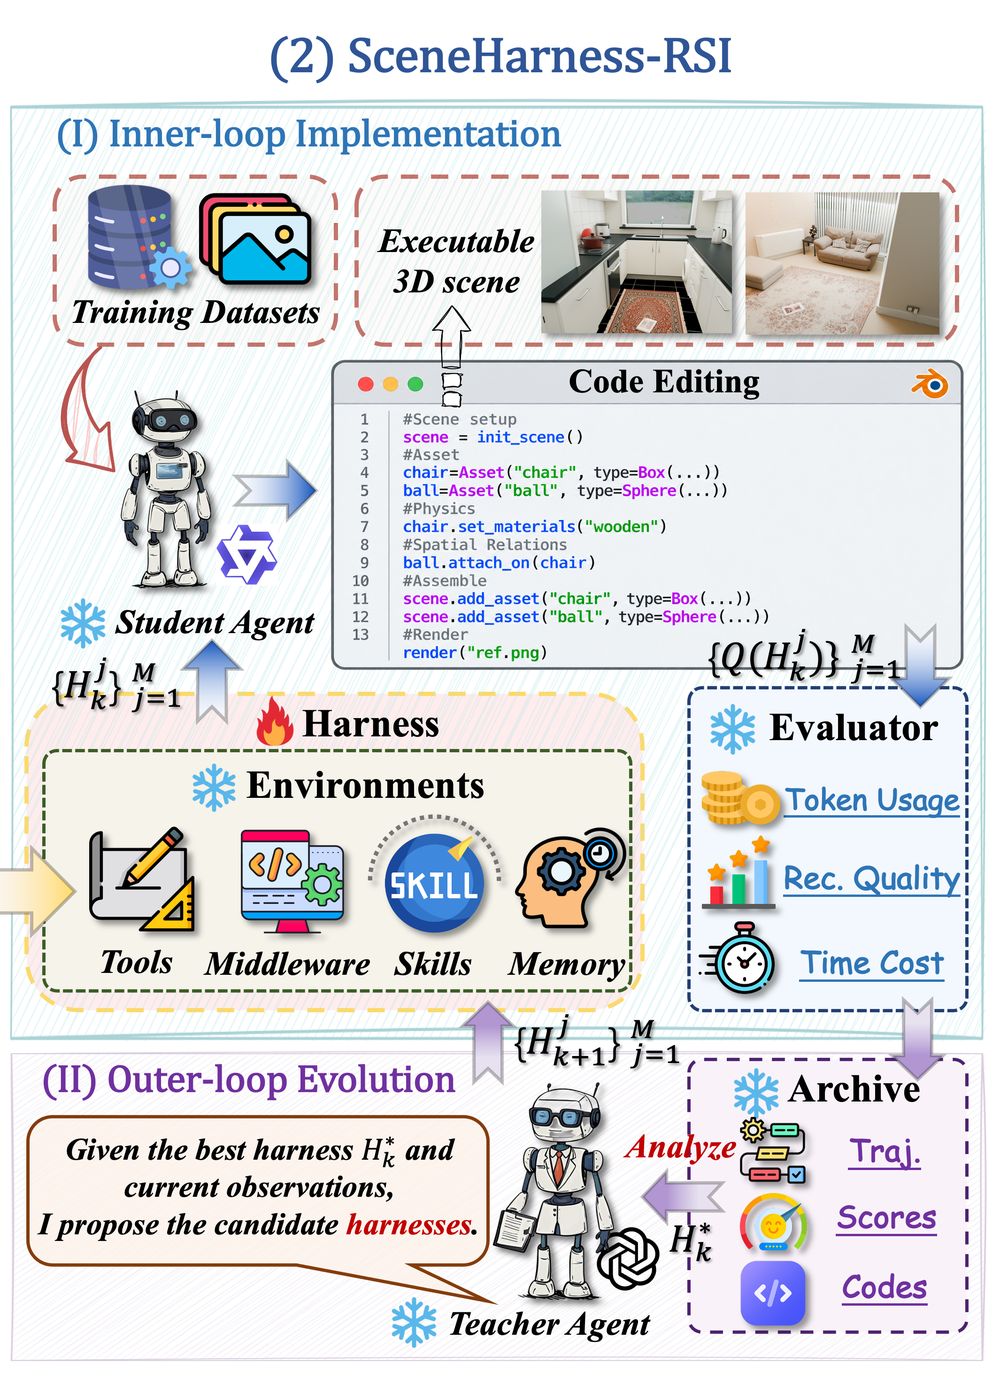 (2) SceneHarness-RSI
(I) Inner-loop Implementation
Training Datasets
Executable
3D scene
Code Editing
1 #Scene setup
2 scene = init_scene()
3 #Asset
4 chair=Asset("chair", type=Box(...))
5 ball=Asset("ball", type=Sphere(...))
6 #Physics
7 chair.set_materials("wooden")
8 #Spatial Relations
9 ball.attach_on(chair)
10 #Assemble
11 scene.add_asset("chair", type=Box(...))
12 scene.add_asset("ball", type=Sphere(...))
13 #Render
render("ref.png)
Student Agent
{H_k^j}_{j=1}^M
{Q(H_k^j)}_{j=1}^M
Harness
Environments
SKILL
Tools
Middleware
Skills
Memory
Evaluator
Token Usage
Rec. Quality
Time Cost
{H_{k+1}^j}_{j=1}^M
(II) Outer-loop Evolution
Given the best harness H_k^* and
current observations,
I propose the candidate harnesses.
Teacher Agent
Analyze
H_k^*
Archive
Traj.
Scores
Codes